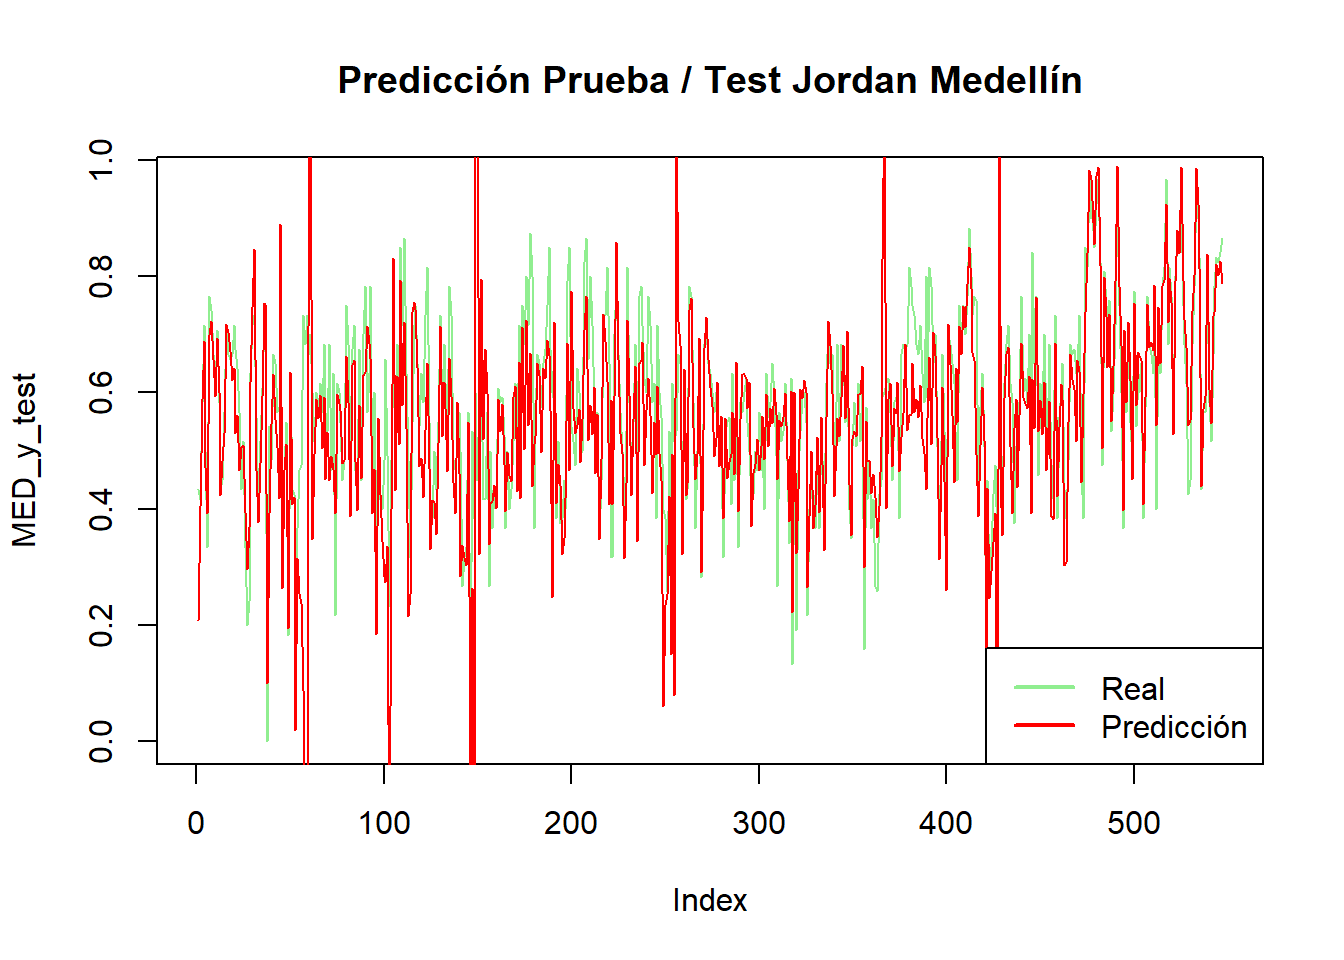 Predicción Prueba / Test Jordan Medellín
MED_y_test
1.0
0.8
0.6
0.4
0.2
0.0
Real
Predicción
0 100 200 300 400 500
Index